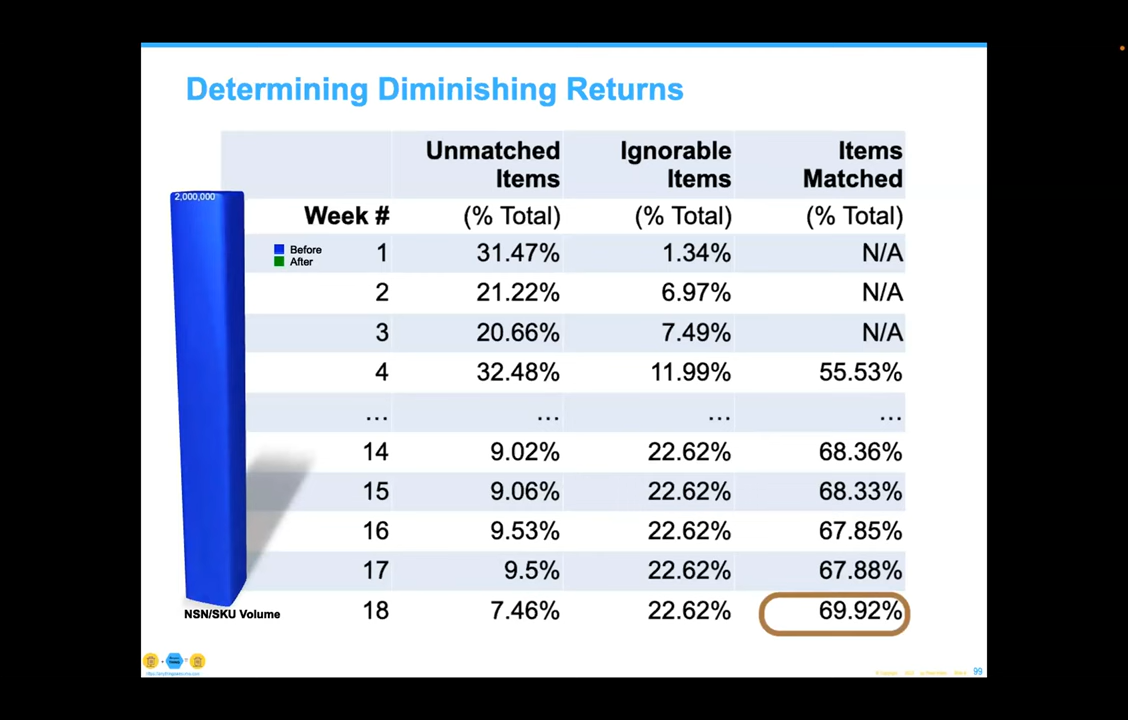 Determining Diminishing Returns
Unmatched Items Ignorable Items Items Matched
2,000,000
Week # (% Total) (% Total) (% Total)
Before
After
1 31.47% 1.34% N/A
2 21.22% 6.97% N/A
3 20.66% 7.49% N/A
4 32.48% 11.99% 55.53%
... ... ... ...
14 9.02% 22.62% 68.36%
15 9.06% 22.62% 68.33%
16 9.53% 22.62% 67.85%
17 9.5% 22.62% 67.88%
18 7.46% 22.62% 69.92%
NSN/SKU Volume
99